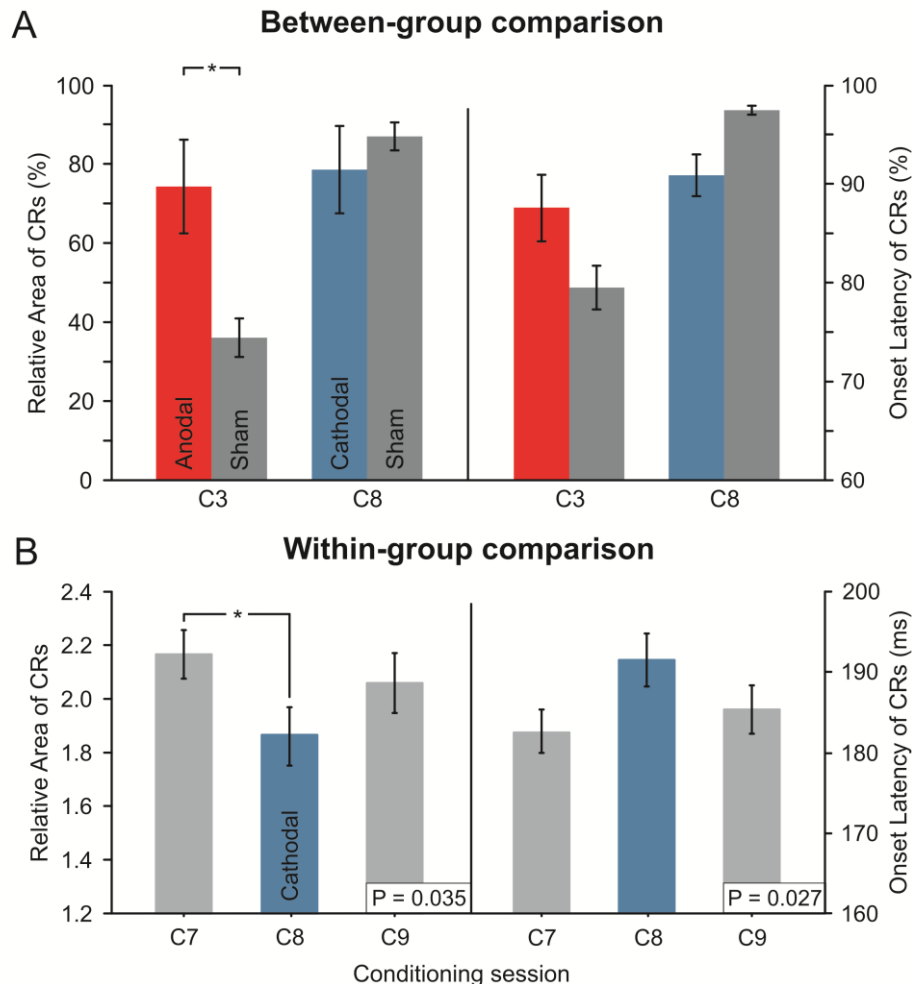 A
Between-group comparison
*
Relative Area of CRs (%)
100
80
60
40
20
0
Anodal
Sham
Cathodal
Sham
C3
C8
C3
C8
100
90
80
70
60
Onset Latency of CRs (%)
B
Within-group comparison
*
Relative Area of CRs
2.4
2.2
2.0
1.8
1.6
1.4
1.2
Cathodal
P = 0.035
P = 0.027
C7
C8
C9
C7
C8
C9
200
190
180
170
160
Onset Latency of CRs (ms)
Conditioning session